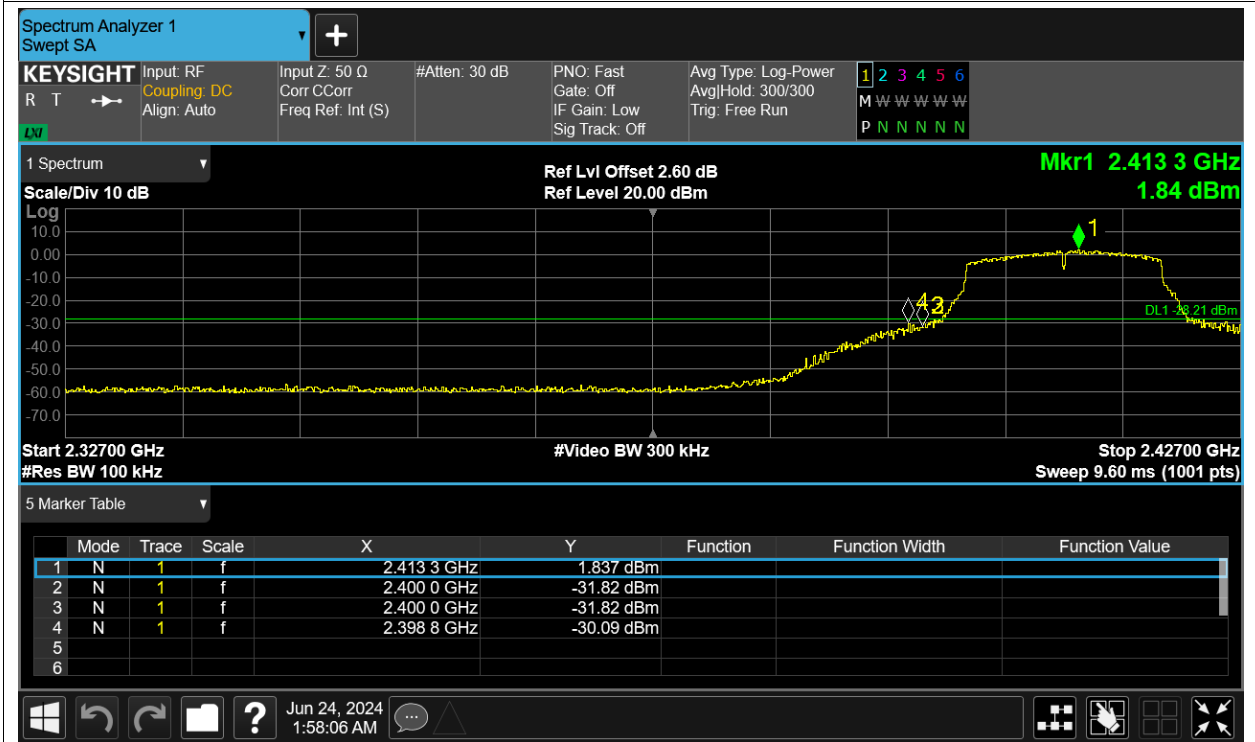 Spectrum Analyzer 1
Swept SA
+
KEYSIGHT
R T
LXI
Input: RF
Coupling: DC
Align: Auto
Input Z: 50 Ω
Corr CCorr
Freq Ref: Int (S)
#Atten: 30 dB
PNO: Fast
Gate: Off
IF Gain: Low
Sig Track: Off
Avg Type: Log-Power
Avg|Hold: 300/300
Trig: Free Run
1 2 3 4 5 6
M W W W W W
P N N N N N
1 Spectrum
Scale/Div 10 dB
Ref Lvl Offset 2.60 dB
Ref Level 20.00 dBm
Mkr1 2.413 3 GHz
1.84 dBm
Log
10.0
0.00
-10.0
-20.0
-30.0
-40.0
-50.0
-60.0
-70.0
1
4
DL1 -28.21 dBm
Start 2.32700 GHz
#Res BW 100 kHz
#Video BW 300 kHz
Stop 2.42700 GHz
Sweep 9.60 ms (1001 pts)
5 Marker Table
Mode Trace Scale X Y Function Function Width Function Value
1 N 1 f 2.413 3 GHz 1.837 dBm
2 N 1 f 2.400 0 GHz -31.82 dBm
3 N 1 f 2.400 0 GHz -31.82 dBm
4 N 1 f 2.398 8 GHz -30.09 dBm
5
6
?
Jun 24, 2024
1:58:06 AM